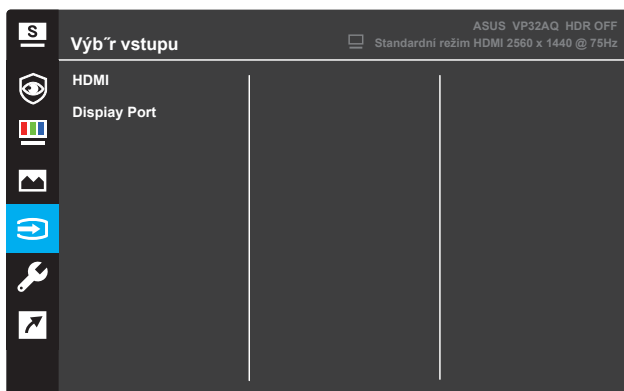 S
ASUS VP32AQ HDR OFF
Výb˝r vstupu
Standardní režim HDMI 2560 x 1440 @ 75Hz
HDMI
Display Port